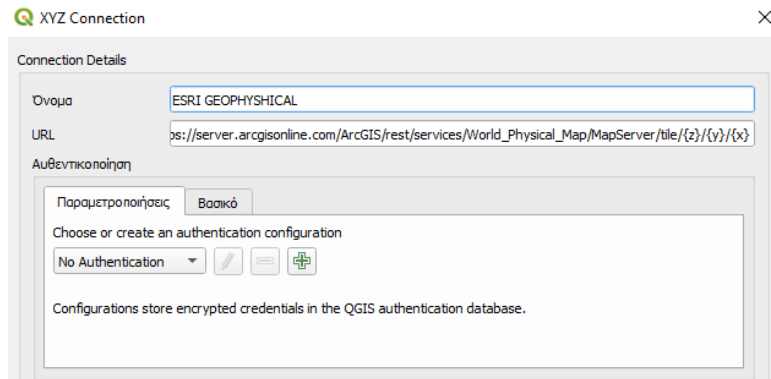 XYZ Connection
Connection Details
Όνομα ESRI GEOPHYSHICAL
URL ps://server.arcgisonline.com/ArcGIS/rest/services/World_Physical_Map/MapServer/tile/{z}/{y}/{x}
Αυθεντικοποίηση
Παραμετροποιήσεις Βασικό
Choose or create an authentication configuration
No Authentication
Configurations store encrypted credentials in the QGIS authentication database.